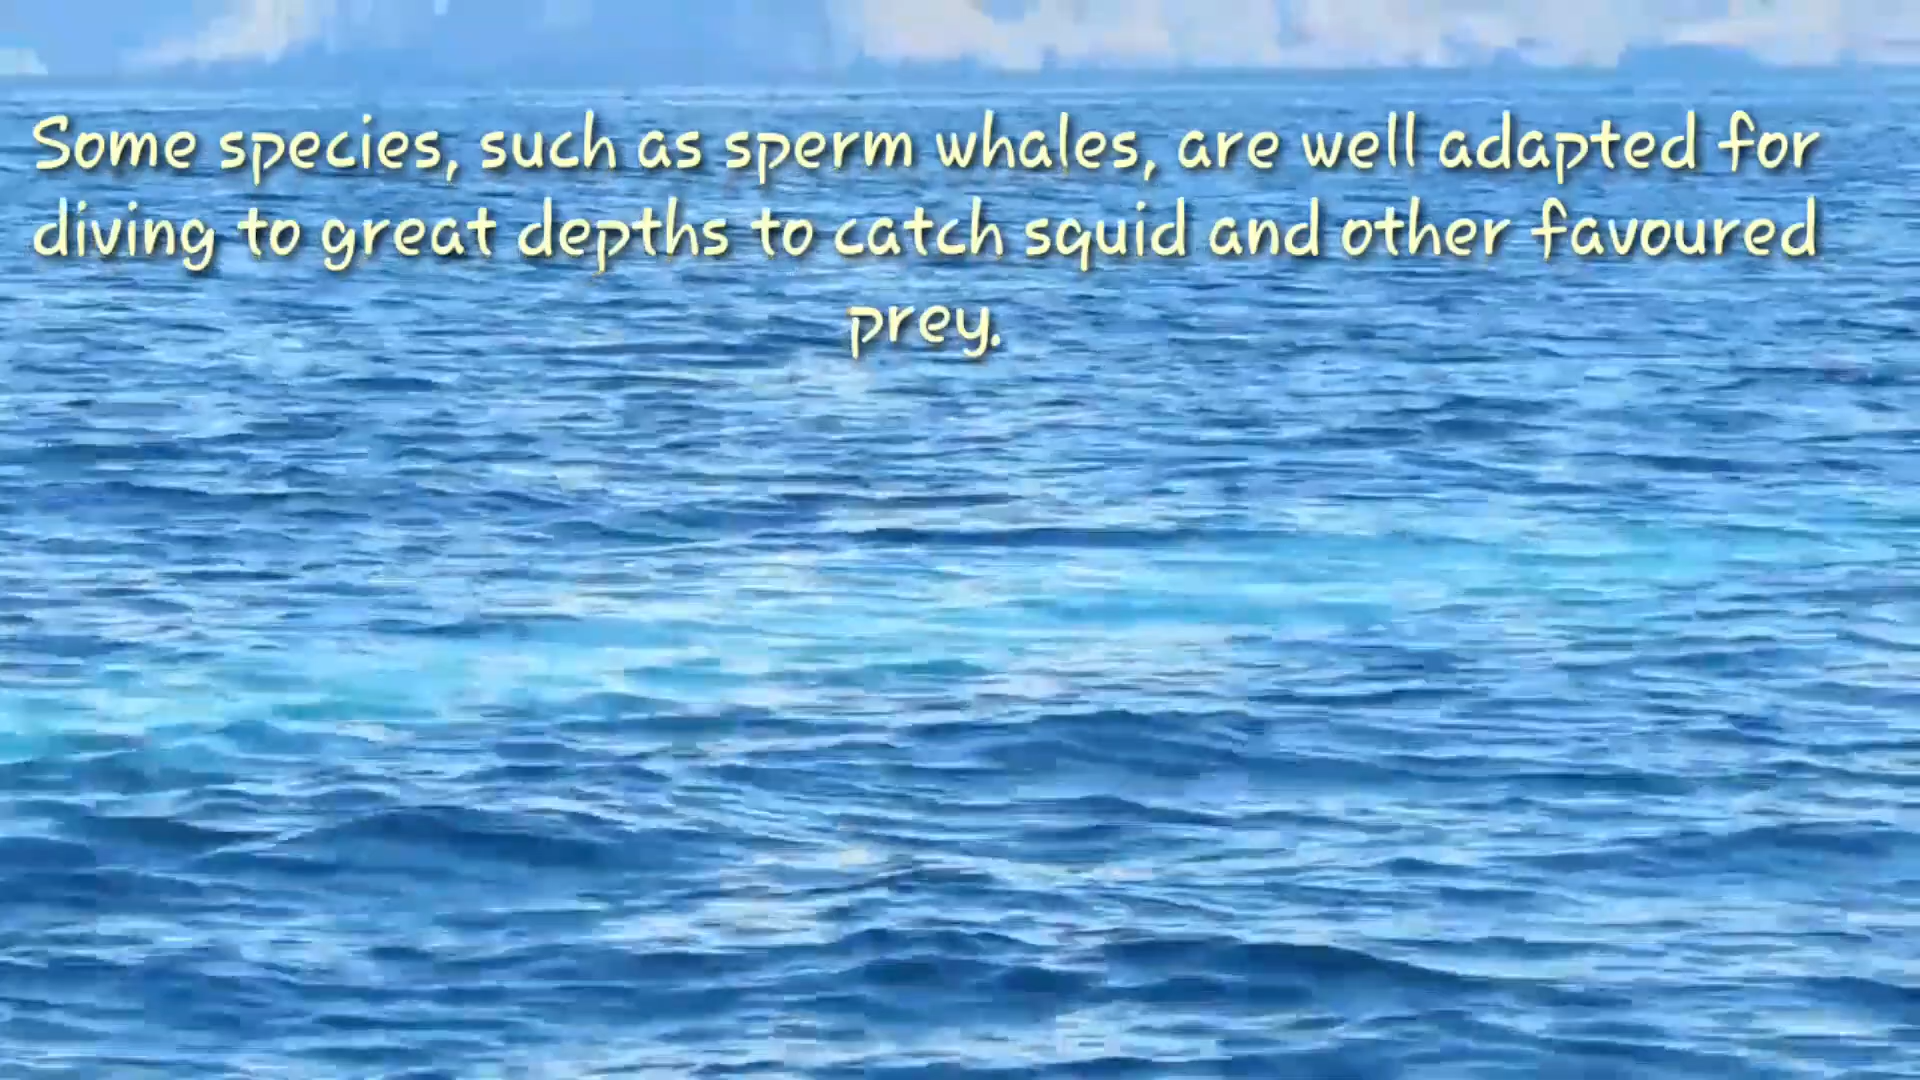 Some species, such as sperm whales, are well adapted for
diving to great depths to catch squid and other favoured
prey.